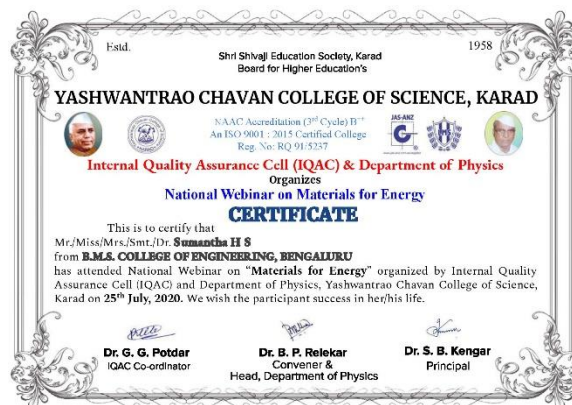 Estd.
1958
Shri Shivaji Education Society, Karad
Board for Higher Education's
YASHWANTRAO CHAVAN COLLEGE OF SCIENCE, KARAD
NAAC Accreditation (3rd Cycle) B++
An ISO 9001 : 2015 Certified College
Reg. No: RQ 91/5237
JAS-ANZ
Internal Quality Assurance Cell (IQAC) & Department of Physics
Organizes
National Webinar on Materials for Energy
CERTIFICATE
This is to certify that
Mr./Miss/Mrs./Smt./Dr. Sumantha H S
from B.M.S. COLLEGE OF ENGINEERING, BENGALURU
has attended National Webinar on "Materials for Energy" organized by Internal Quality
Assurance Cell (IQAC) and Department of Physics, Yashwantrao Chavan College of Science,
Karad on 25th July, 2020. We wish the participant success in her/his life.
Dr. G. G. Potdar
IQAC Co-ordinator
Dr. B. P. Relekar
Convener &
Head, Department of Physics
Dr. S. B. Kengar
Principal